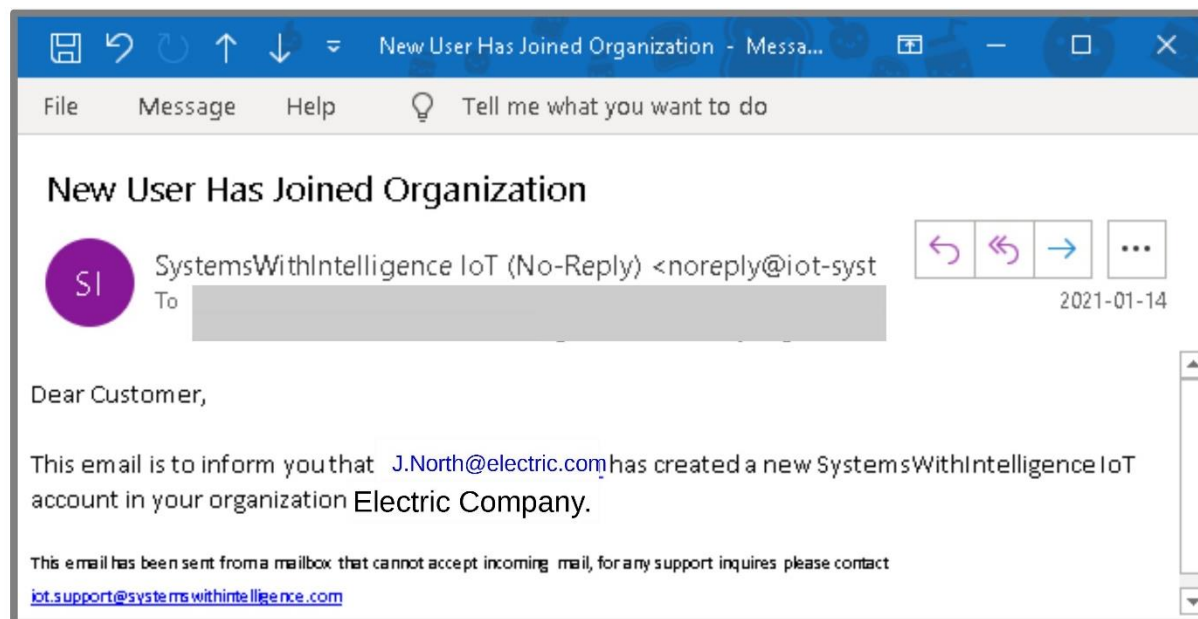 New User Has Joined Organization - Messa...
File Message Help Tell me what you want to do
New User Has Joined Organization
SI
SystemsWithIntelligence IoT (No-Reply) <noreply@iot-syst
To
2021-01-14
Dear Customer,
This email is to inform you that J.North@electric.com has created a new SystemsWithIntelligence IoT
account in your organization Electric Company.
This email has been sent from a mailbox that cannot accept incoming mail, for any support inquires please contact
iot.support@systemswithintelligence.com